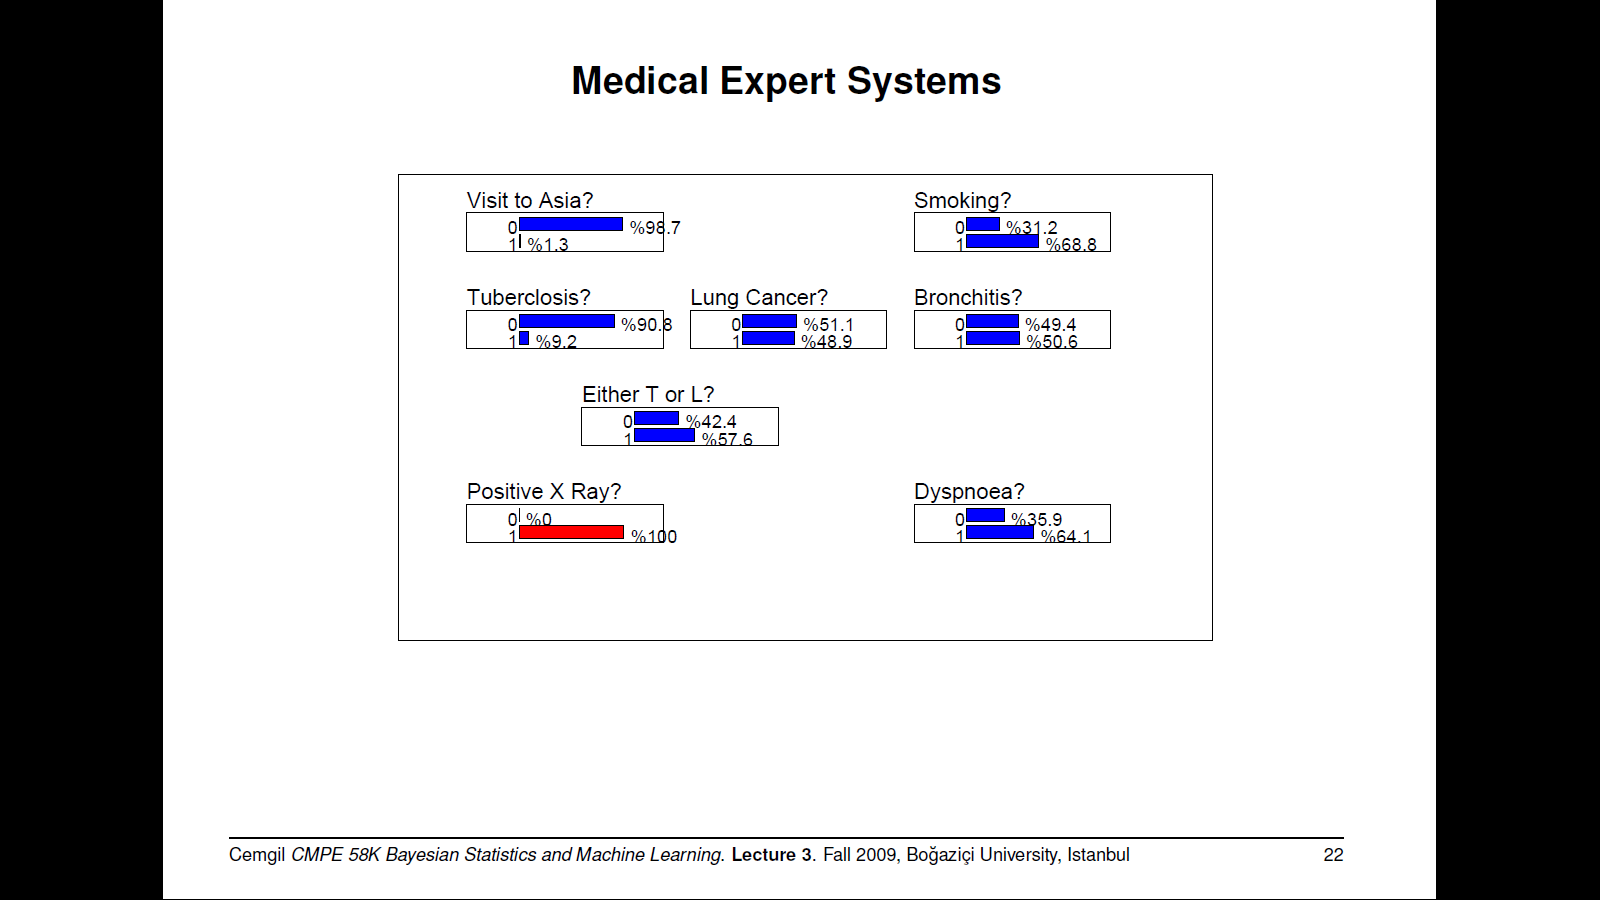 Medical Expert Systems
Visit to Asia?
0 %98.7
1 %1.3
Smoking?
0 %31.2
1 %68.8
Tuberclosis?
0 %90.8
1 %9.2
Lung Cancer?
0 %51.1
1 %48.9
Bronchitis?
0 %49.4
1 %50.6
Either T or L?
0 %42.4
1 %57.6
Positive X Ray?
0 %0
1 %100
Dyspnoea?
0 %35.9
1 %64.1
Cemgil CMPE 58K Bayesian Statistics and Machine Learning. Lecture 3. Fall 2009, Boğaziçi University, Istanbul 22